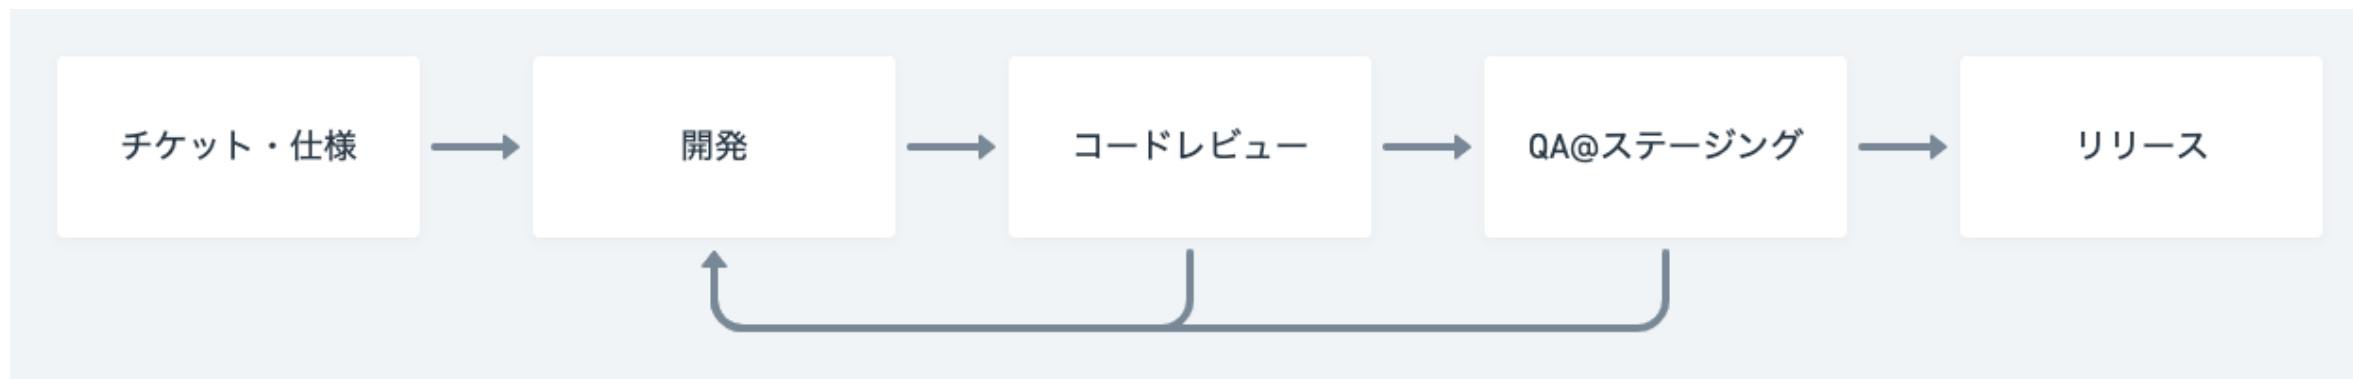 チケット・仕様
開発
コードレビュー
QA@ステージング
リリース